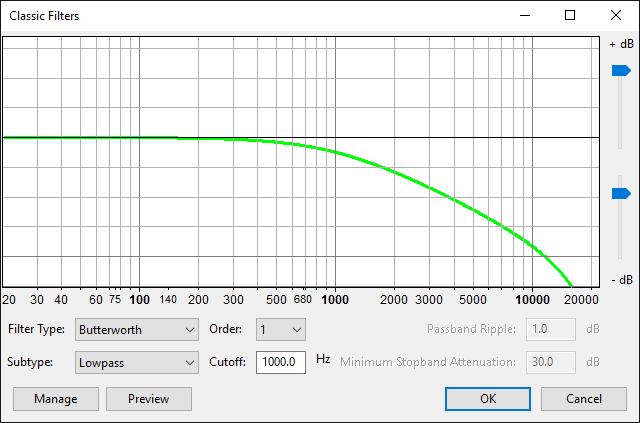 Classic Filters
+ dB
- dB
20 30 40 60 75 100 140 200 300 500 680 1000 2000 3000 5000 10000 20000
Filter Type: Butterworth Order: 1 Passband Ripple: 1.0 dB
Subtype: Lowpass Cutoff: 1000.0 Hz Minimum Stopband Attenuation: 30.0 dB
Manage Preview OK Cancel